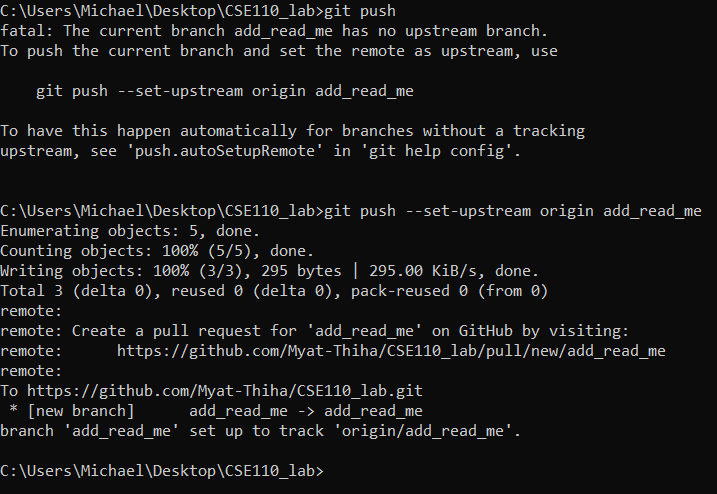 C:\Users\Michael\Desktop\CSE110_lab>git push
fatal: The current branch add_read_me has no upstream branch.
To push the current branch and set the remote as upstream, use

    git push --set-upstream origin add_read_me

To have this happen automatically for branches without a tracking
upstream, see 'push.autoSetupRemote' in 'git help config'.


C:\Users\Michael\Desktop\CSE110_lab>git push --set-upstream origin add_read_me
Enumerating objects: 5, done.
Counting objects: 100% (5/5), done.
Writing objects: 100% (3/3), 295 bytes | 295.00 KiB/s, done.
Total 3 (delta 0), reused 0 (delta 0), pack-reused 0 (from 0)
remote:
remote: Create a pull request for 'add_read_me' on GitHub by visiting:
remote:      https://github.com/Myat-Thiha/CSE110_lab/pull/new/add_read_me
remote:
To https://github.com/Myat-Thiha/CSE110_lab.git
 * [new branch]      add_read_me -> add_read_me
branch 'add_read_me' set up to track 'origin/add_read_me'.

C:\Users\Michael\Desktop\CSE110_lab>